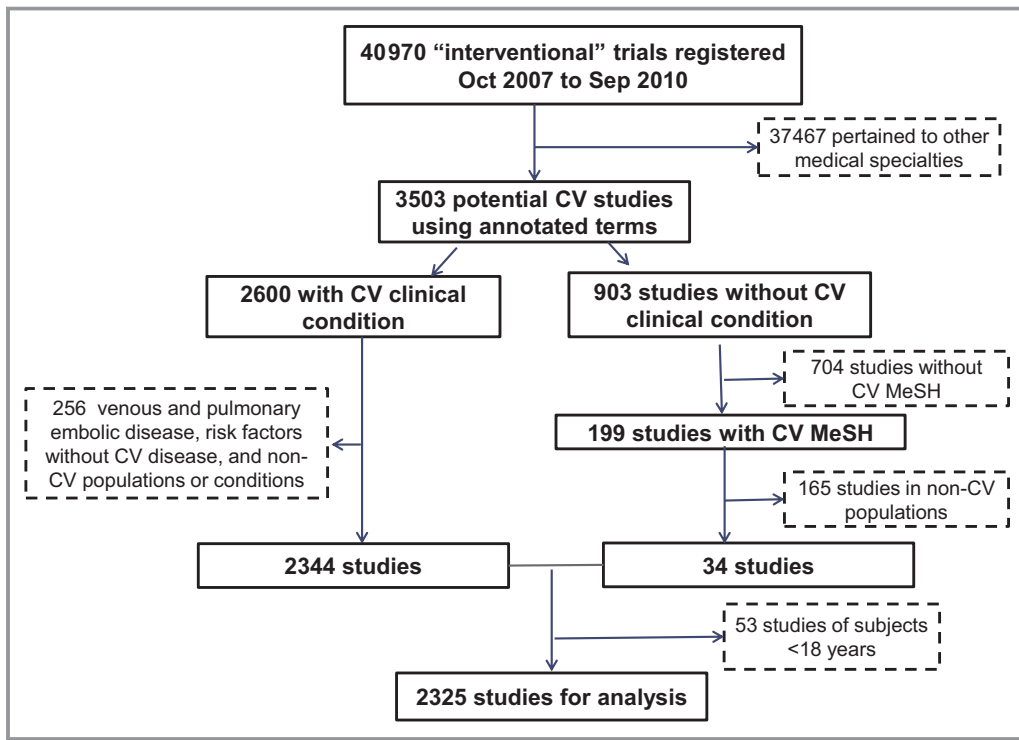 40970 “interventional” trials registered
Oct 2007 to Sep 2010
37467 pertained to other
medical specialties
3503 potential CV studies
using annotated terms
2600 with CV clinical
condition
903 studies without CV
clinical condition
704 studies without
CV MeSH
256 venous and pulmonary
embolic disease, risk factors
without CV disease, and non-
CV populations or conditions
199 studies with CV MeSH
165 studies in non-CV
populations
2344 studies
34 studies
53 studies of subjects
<18 years
2325 studies for analysis